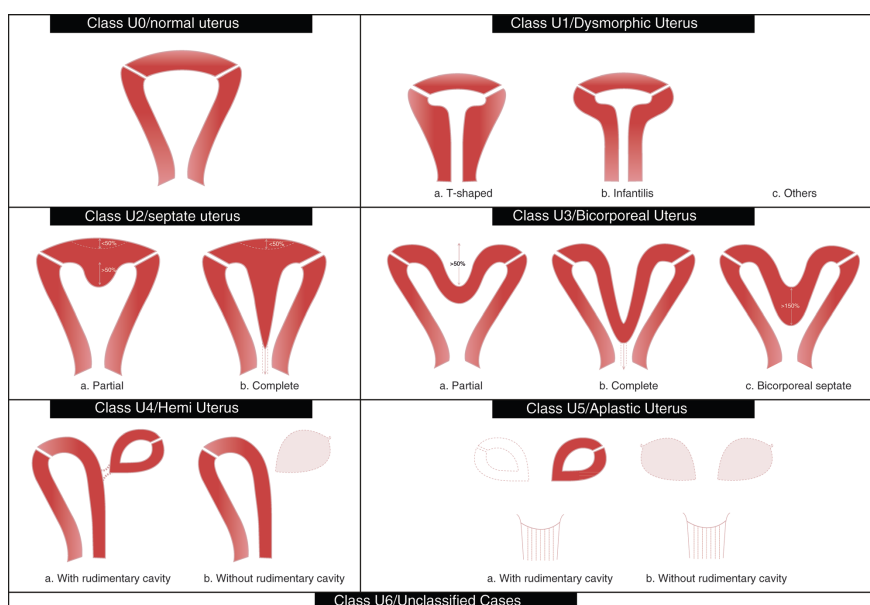 Class U0/normal uterus
Class U1/Dysmorphic Uterus
a. T-shaped
b. Infantilis
c. Others
Class U2/septate uterus
<50%
>50%
<50%
a. Partial
b. Complete
Class U3/Bicorporeal Uterus
>50%
>150%
a. Partial
b. Complete
c. Bicorporeal septate
Class U4/Hemi Uterus
a. With rudimentary cavity
b. Without rudimentary cavity
Class U5/Aplastic Uterus
a. With rudimentary cavity
b. Without rudimentary cavity
Class U6/Unclassified Cases